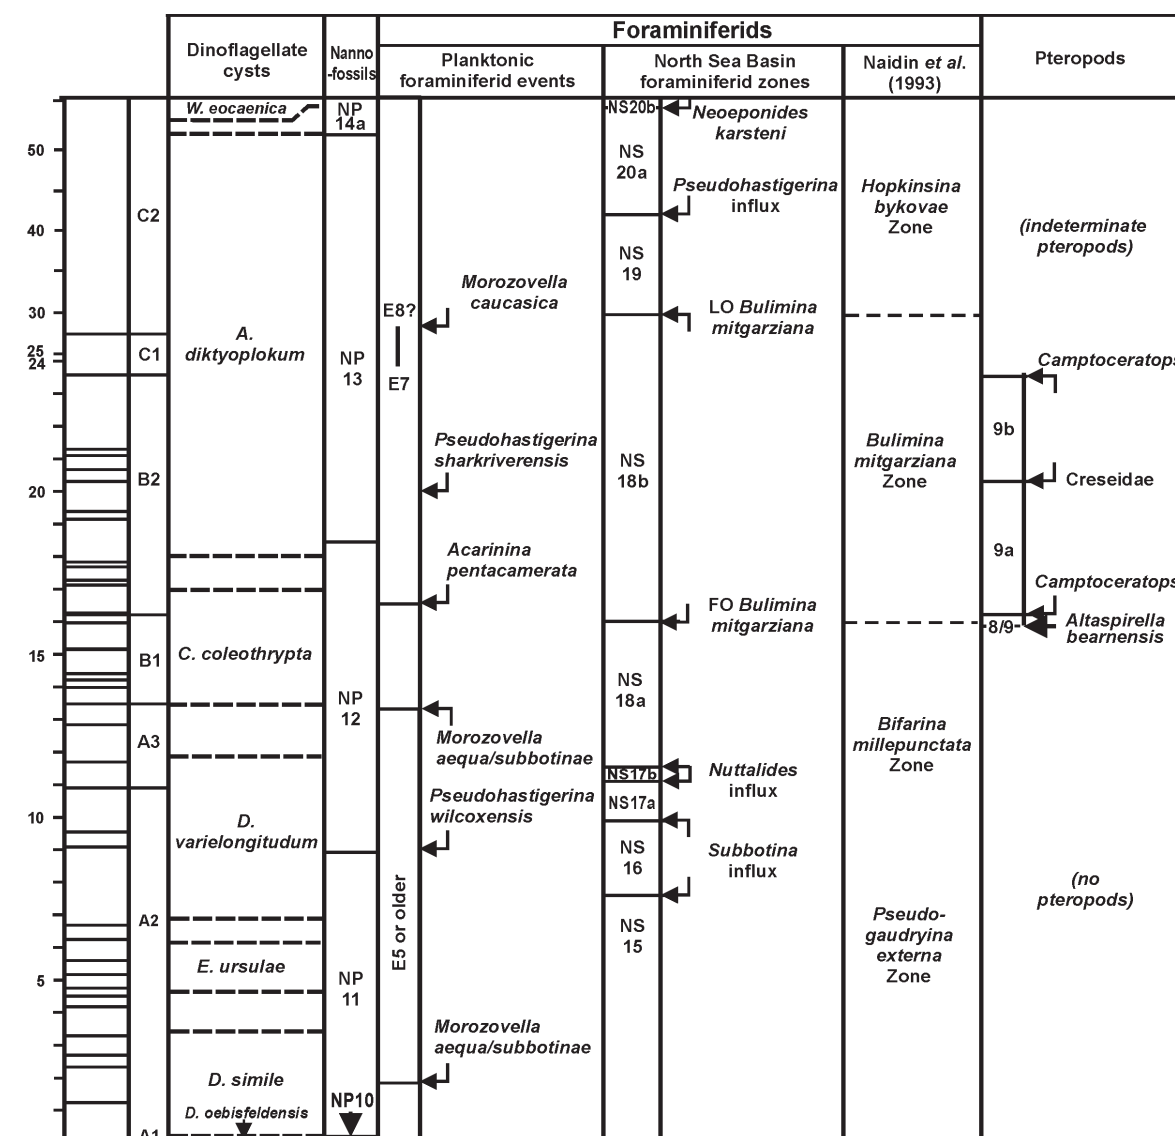 Foraminiferids
Dinoflagellate
cysts
Nanno
-fossils
Planktonic
foraminiferid events
North Sea Basin
foraminiferid zones
Naidin et al.
(1993)
Pteropods
50
40
30
25
24
20
15
10
5
C2
C1
B2
B1
A3
A2
A1
W. eocaenica
A.
diktyoplokum
C. coleothrypta
D.
varielongitudum
E. ursulae
D. simile
D. oebisfeldensis
NP
14a
NP
13
NP
12
NP
11
NP10
E8?
E7
E5 or older
Morozovella
caucasica
Pseudohastigerina
sharkriverensis
Acarinina
pentacamerata
Morozovella
aequa/subbotinae
Pseudohastigerina
wilcoxensis
Morozovella
aequa/subbotinae
NS20b
NS
20a
NS
19
NS
18b
NS
18a
NS17b
NS17a
NS
16
NS
15
Neoeponides
karsteni
Pseudohastigerina
influx
LO Bulimina
mitgarziana
FO Bulimina
mitgarziana
Nuttalides
influx
Subbotina
influx
Hopkinsina
bykovae
Zone
Bulimina
mitgarziana
Zone
Bifarina
millepunctata
Zone
Pseudo-
gaudryina
externa
Zone
(indeterminate
pteropods)
Camptoceratops
9b
Creseidae
9a
Camptoceratops
8/9
Altaspirella
bearnensis
(no
pteropods)